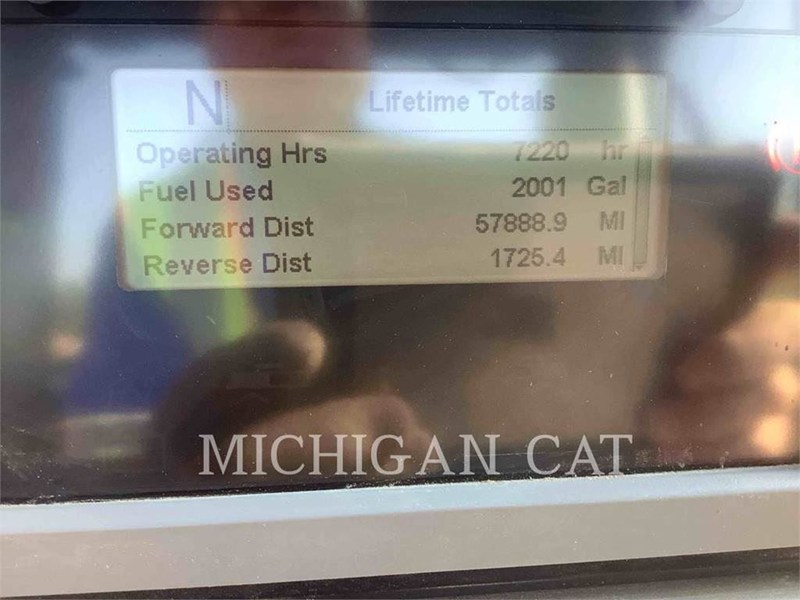 N Lifetime Totals
Operating Hrs 7220 hr
Fuel Used 2001 Gal
Forward Dist 57888.9 MI
Reverse Dist 1725.4 MI
MICHIGAN CAT